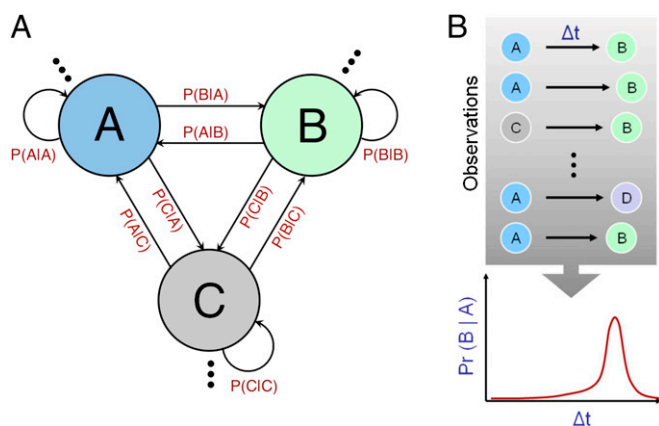 A
B
Δt
A
B
A
B
C
B
A
D
A
B
Observations
A
B
C
P(B|A)
P(A|B)
P(A|A)
P(B|B)
P(C|A)
P(A|C)
P(C|B)
P(B|C)
P(C|C)
Pr (B | A)
Δt